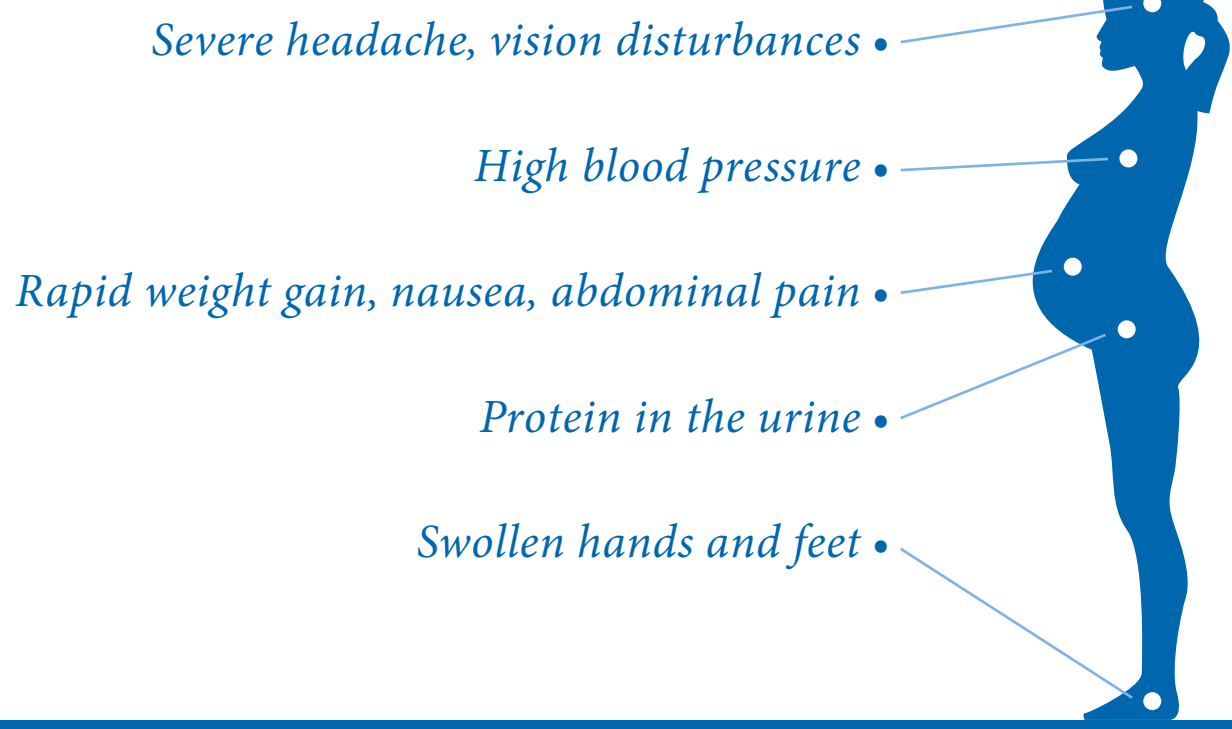 Severe headache, vision disturbances •
High blood pressure •
Rapid weight gain, nausea, abdominal pain •
Protein in the urine •
Swollen hands and feet •